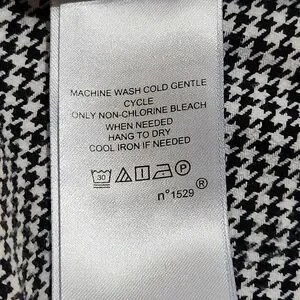 MACHINE WASH COLD GENTLE
CYCLE
ONLY NON-CHLORINE BLEACH
WHEN NEEDED
HANG TO DRY
COOL IRON IF NEEDED
30 P
n°1529 ®